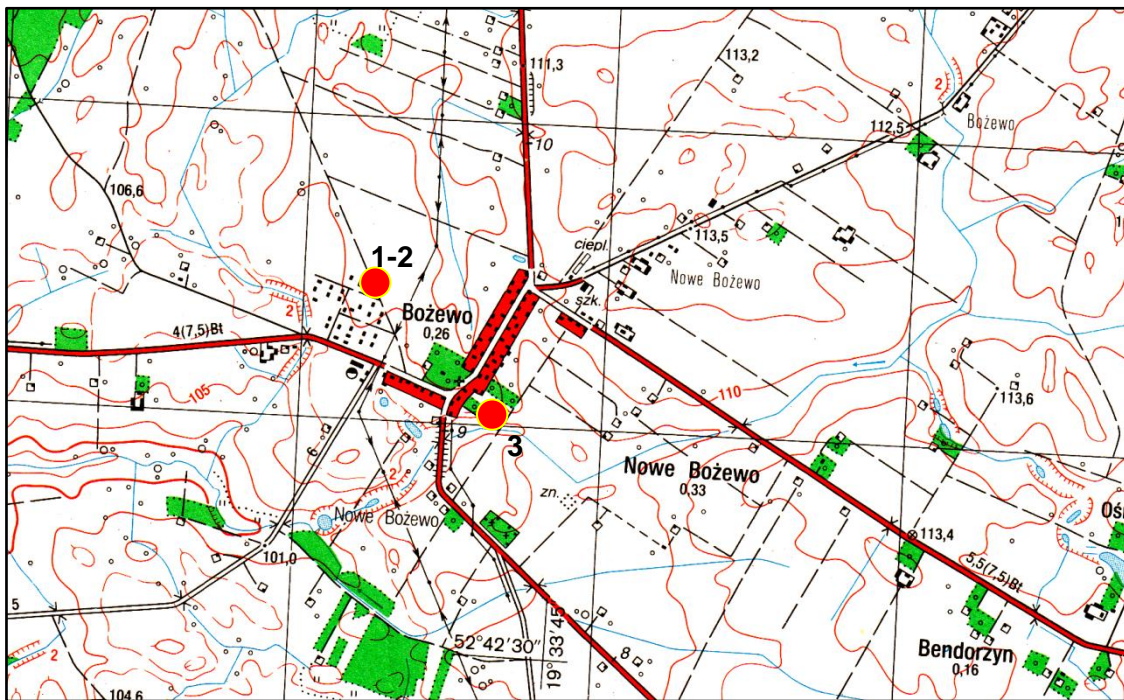 2
113,2
111,3
112,5
Bożewo
10
106,6
113,5
ciepl.
1-2
Nowe Bożewo
2
szk.
Bożewo
0,26
4(7,5)Bt
105
110
113,6
9
3
Nowe Bożewo
0,33
2
zn.
Nowe Bożewo
2
Oś
113,4
101,0
5,5(7,5)Bt
5
52°42'30"
19°33'45"
8
Bendorzyn
0,16
2
104,6